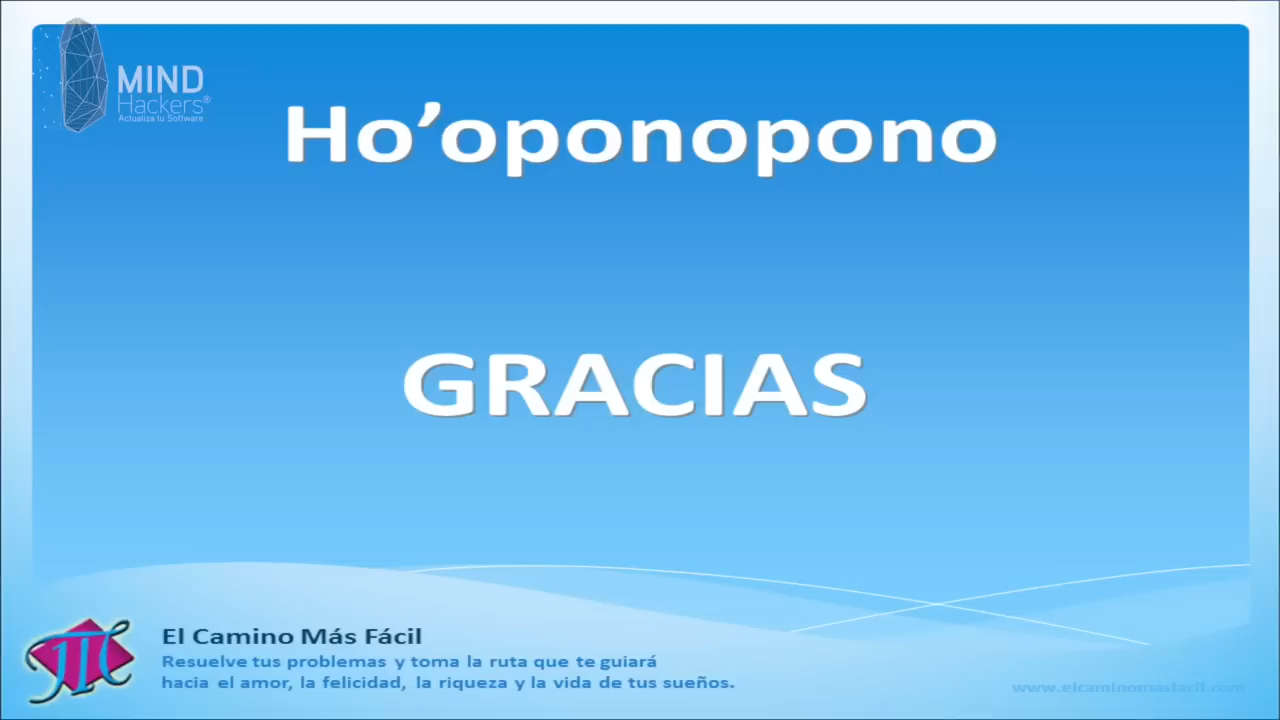 MIND
Hackers®
Actualiza tu Software
Ho’oponopono
GRACIAS
El Camino Más Fácil
Resuelve tus problemas y toma la ruta que te guiará
hacia el amor, la felicidad, la riqueza y la vida de tus sueños.
www.elcaminomasfacil.com